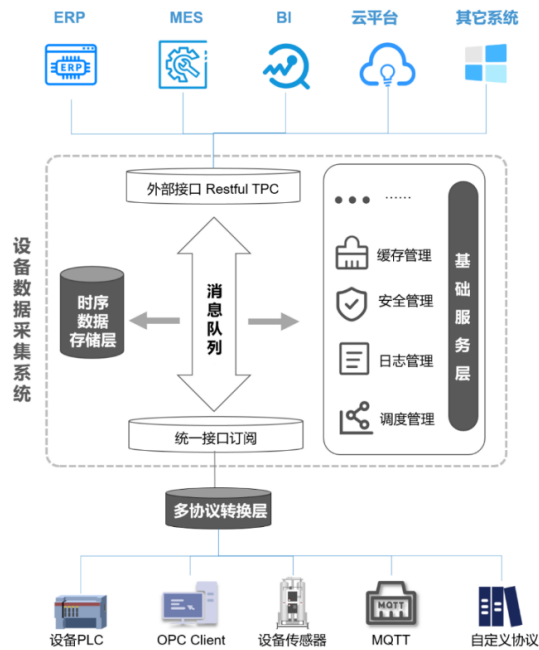 ERP MES BI 云平台 其它系统
ERP
外部接口 Restful TPC
设备数据采集系统
时序
数据
存储层
消息队列
••• ······
缓存管理
安全管理
日志管理
调度管理
基础服务层
统一接口订阅
多协议转换层
MQTT
设备PLC OPC Client 设备传感器 MQTT 自定义协议